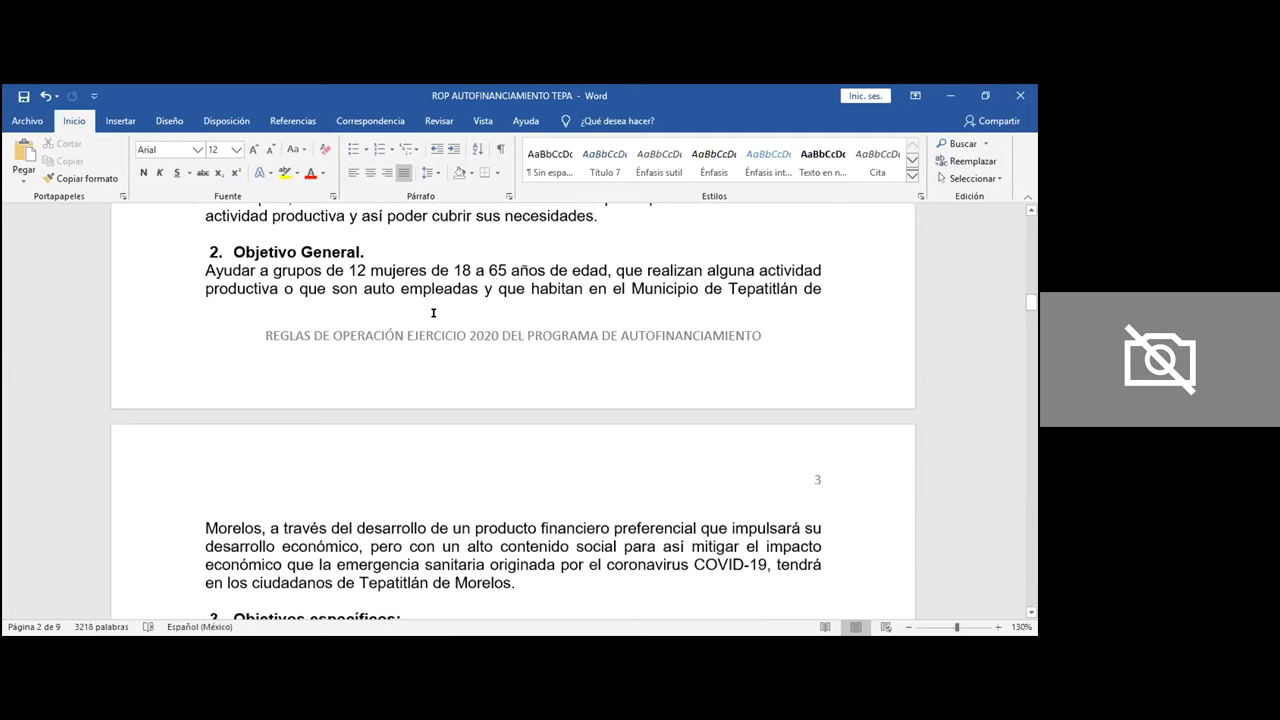 ROP AUTOFINANCIAMIENTO TEPA - Word
Inic. ses.
Archivo Inicio Insertar Diseño Disposición Referencias Correspondencia Revisar Vista Ayuda ¿Qué desea hacer? Compartir
Pegar
Cortar
Copiar
Copiar formato
Portapapeles
Arial 12
Aa
N K S abc x₂ x²
A A
Fuente
Párrafo
AaBbCcDc AaBbCcDc AaBbCcDc AaBbCcDc AaBbCcDc AaBbCcDc AaBbCcDc
¶ Sin espa... Título 7 Énfasis sutil Énfasis Énfasis int... Texto en n... Cita
Estilos
Buscar
Reemplazar
Seleccionar
Edición
actividad productiva y así poder cubrir sus necesidades.
2. Objetivo General.
Ayudar a grupos de 12 mujeres de 18 a 65 años de edad, que realizan alguna actividad
productiva o que son auto empleadas y que habitan en el Municipio de Tepatitlán de
REGLAS DE OPERACIÓN EJERCICIO 2020 DEL PROGRAMA DE AUTOFINANCIAMIENTO
3
Morelos, a través del desarrollo de un producto financiero preferencial que impulsará su
desarrollo económico, pero con un alto contenido social para así mitigar el impacto
económico que la emergencia sanitaria originada por el coronavirus COVID-19, tendrá
en los ciudadanos de Tepatitlán de Morelos.
3. Objetivos específicos:
Página 2 de 9 3218 palabras Español (México) 130%